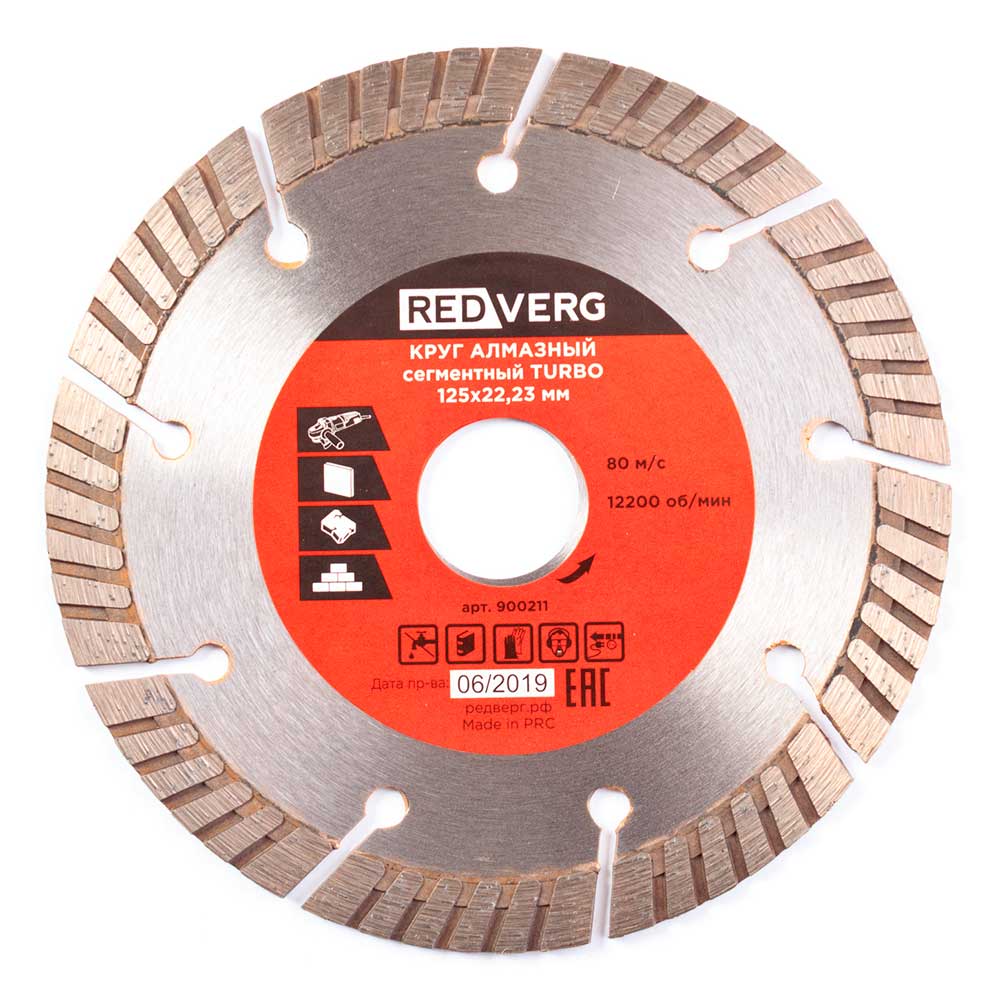 REDVERG
КРУГ АЛМАЗНЫЙ
сегментный TURBO
125x22,23 мм
80 м/с
12200 об/мин
арт. 900211
Дата пр-ва: 06/2019
EAC
редверг.рф
Made in PRC